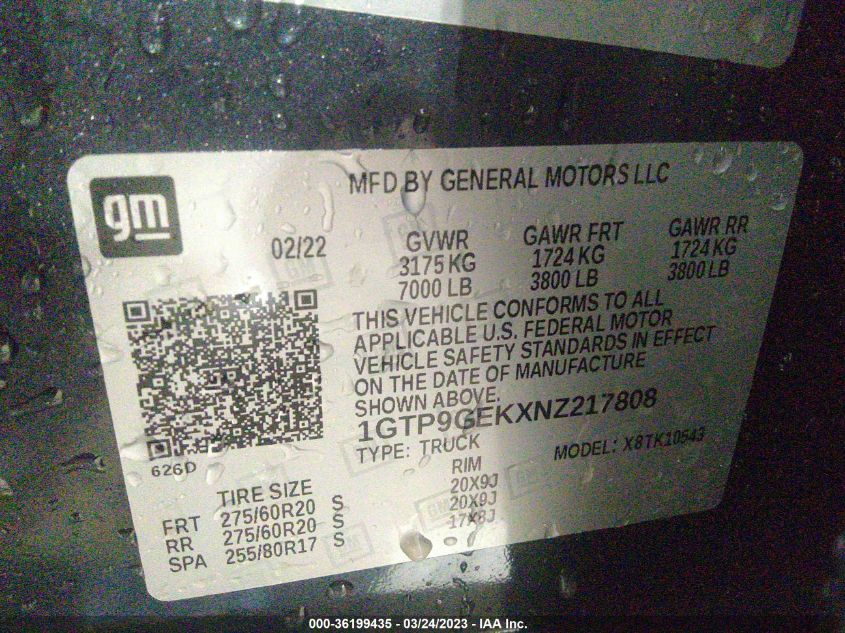 gm
MFD BY GENERAL MOTORS LLC
02/22
GVWR GAWR FRT GAWR RR
3175 KG 1724 KG 1724 KG
7000 LB 3800 LB 3800 LB
THIS VEHICLE CONFORMS TO ALL
APPLICABLE U.S. FEDERAL MOTOR
VEHICLE SAFETY STANDARDS IN EFFECT
ON THE DATE OF MANUFACTURE
SHOWN ABOVE.
1GTP9GEKXNZ217808
TYPE: TRUCK MODEL: X8TK10543
626D
TIRE SIZE RIM
FRT 275/60R20 S 20X9J
RR 275/60R20 S 20X9J
SPA 255/80R17 S 17X8J
000-36199435 - 03/24/2023 - IAA Inc.